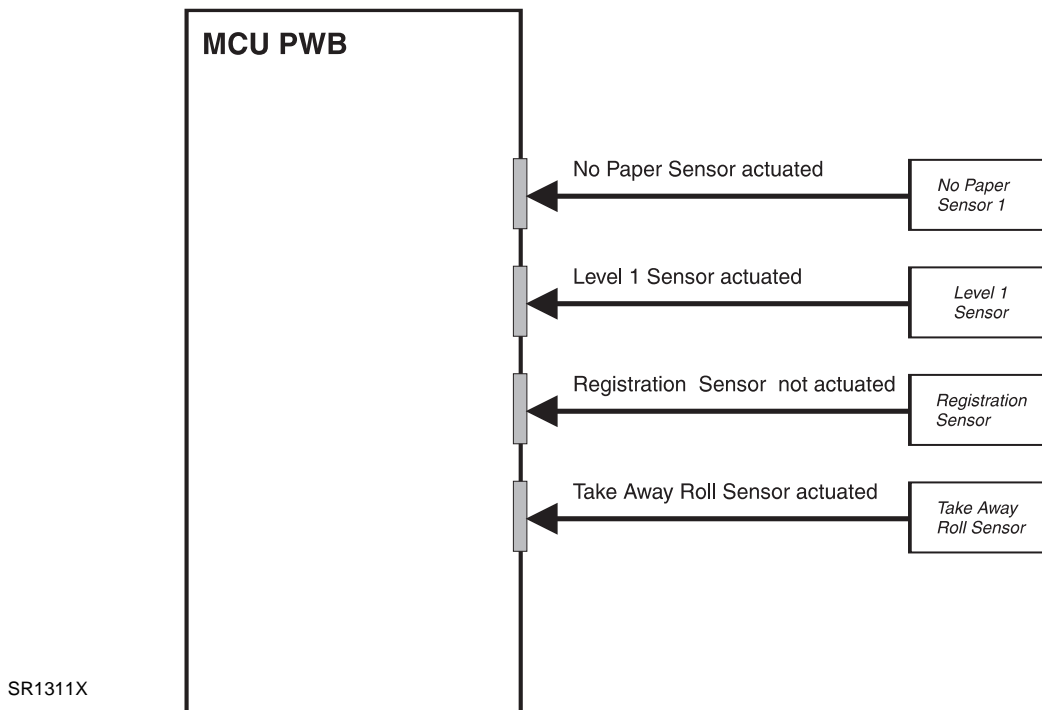 MCU PWB
No Paper Sensor actuated
No Paper
Sensor 1
Level 1 Sensor actuated
Level 1
Sensor
Registration Sensor not actuated
Registration
Sensor
Take Away Roll Sensor actuated
Take Away
Roll Sensor
SR1311X